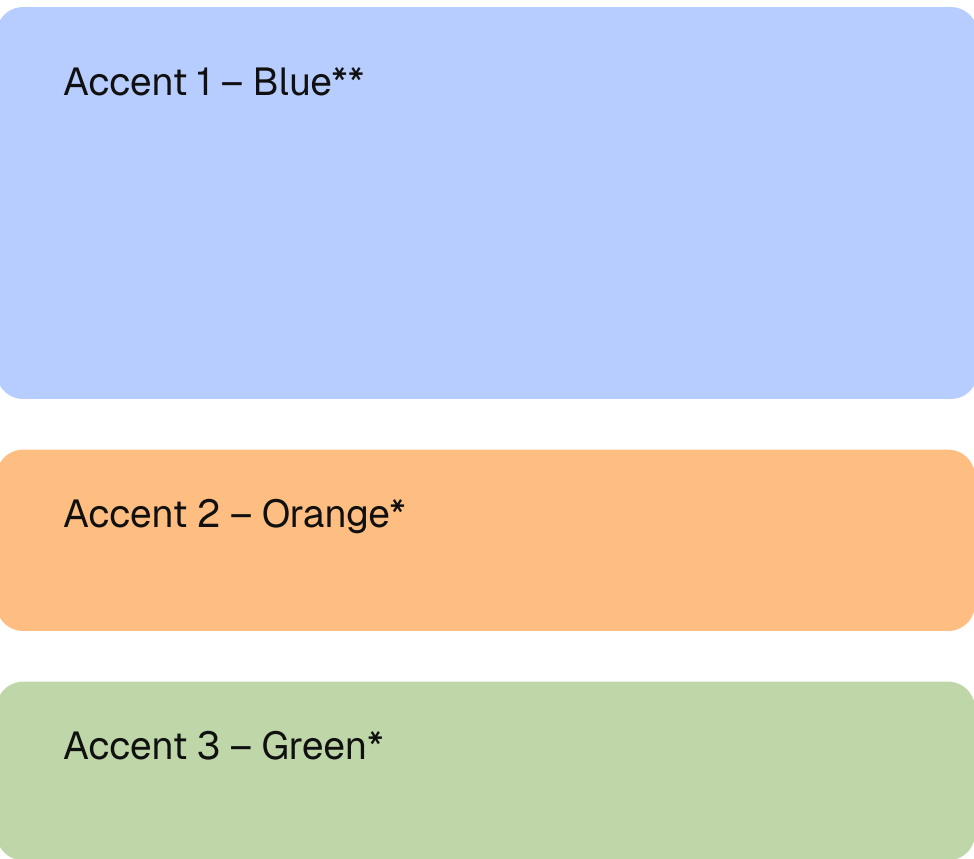 Accent 1 – Blue**
Accent 2 – Orange*
Accent 3 – Green*